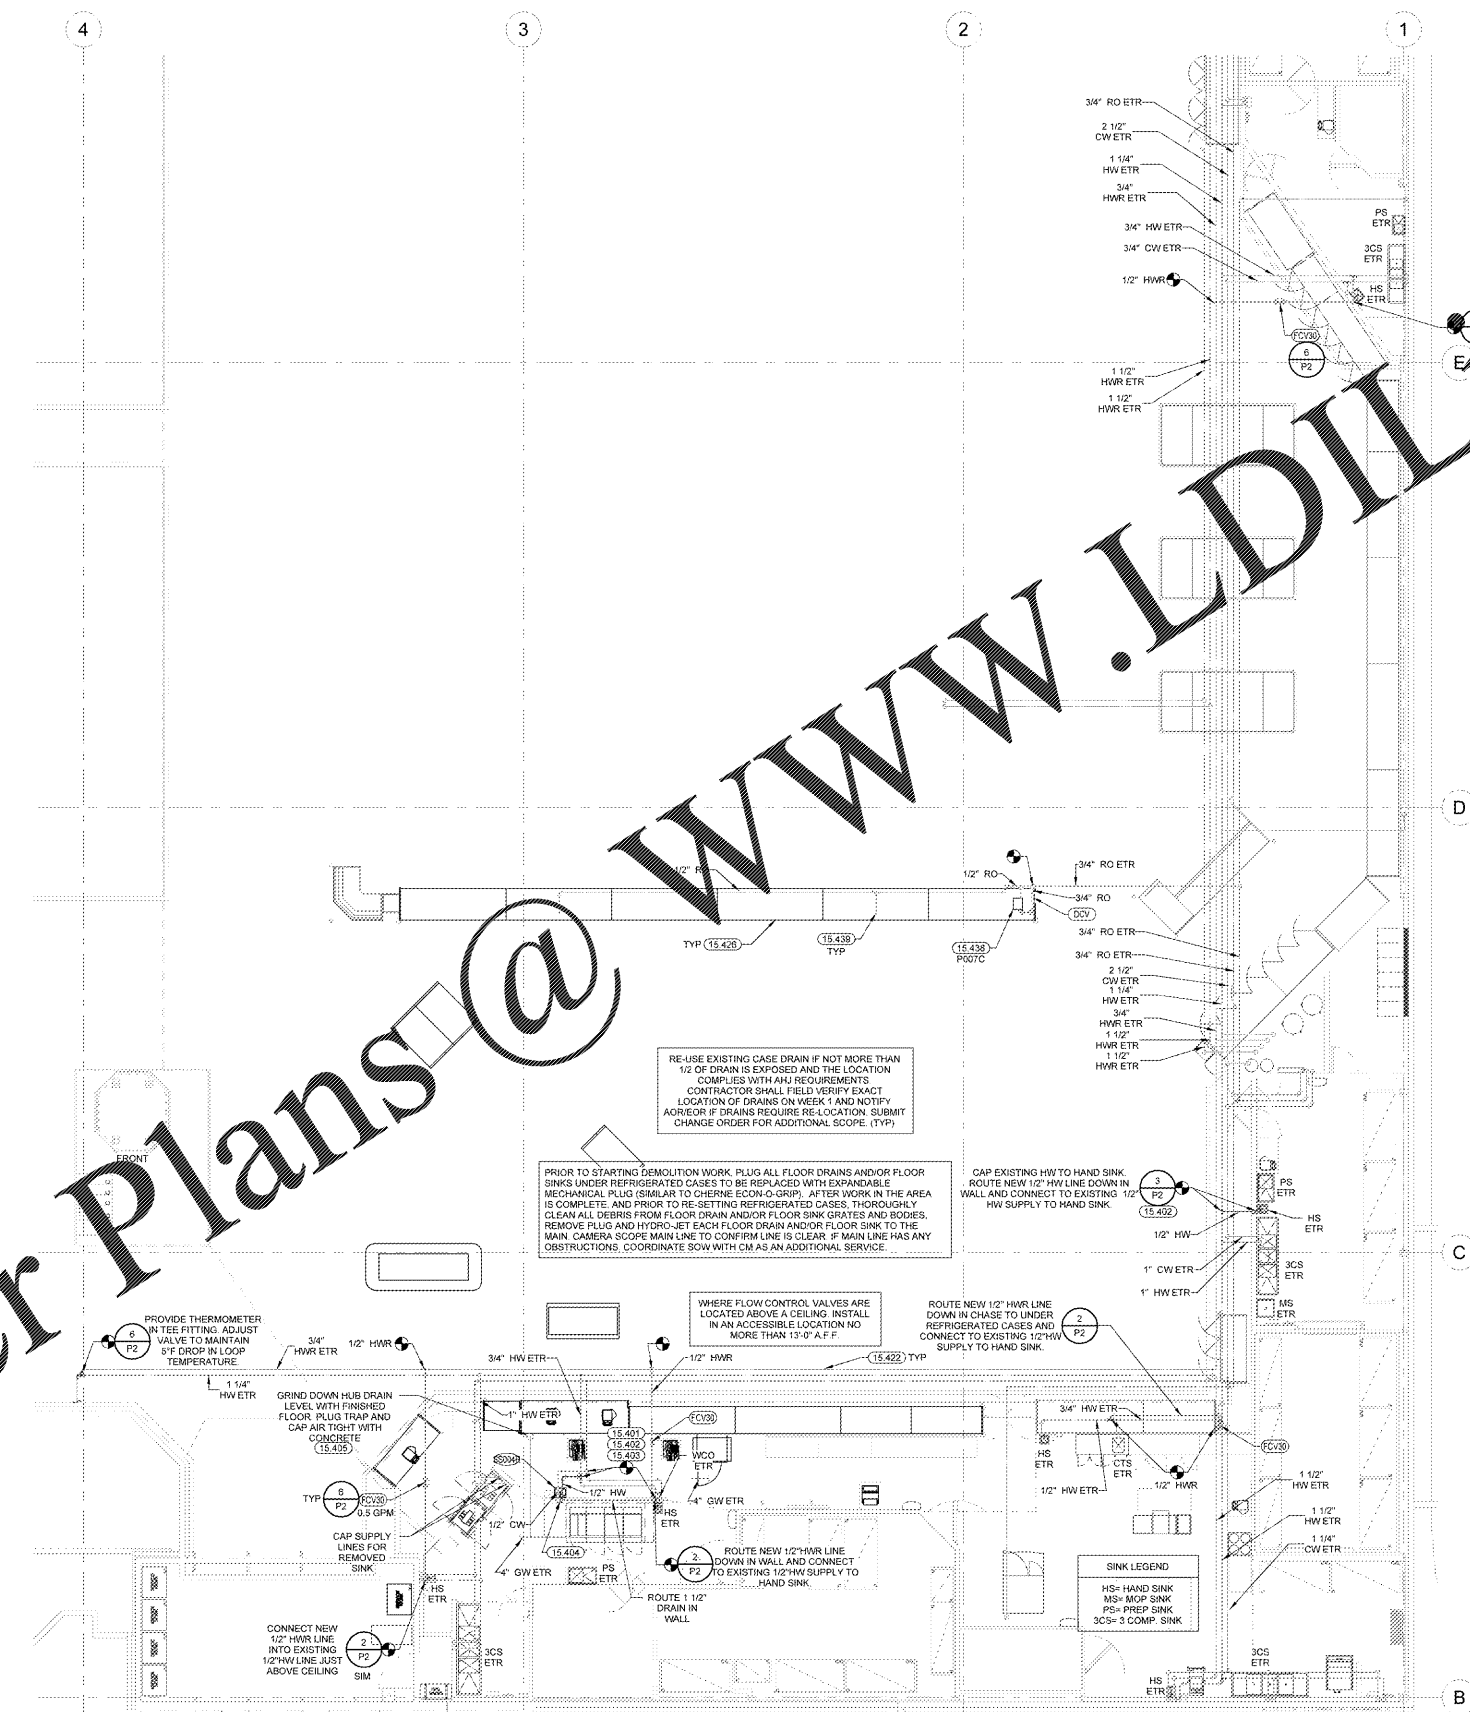 4
3
2
1
3/4" RO ETR
2 1/2"
CW ETR
1 1/4"
HW ETR
3/4"
HWR ETR
3/4" HW ETR
3/4" CW ETR
1/2" HWR
PS
ETR
3CS
ETR
HS
ETR
FCV30
6
P2
E
1 1/2"
HWR ETR
1 1/2"
HWR ETR
D
1/2" RO
3/4" RO ETR
3/4" RO
DCV
TYP 15.426
15.439
TYP
15.438
P007C
3/4" RO ETR
3/4" RO ETR
2 1/2"
CW ETR
1 1/4"
HW ETR
3/4"
HWR ETR
1 1/2"
HWR ETR
1 1/2"
HWR ETR
er Plans @ WWW.LDIL
RE-USE EXISTING CASE DRAIN IF NOT MORE THAN
1/2 OF DRAIN IS EXPOSED AND THE LOCATION
COMPLIES WITH AHJ REQUIREMENTS
CONTRACTOR SHALL FIELD VERIFY EXACT
LOCATION OF DRAINS ON WEEK 1 AND NOTIFY
AOR/EOR IF DRAINS REQUIRE RE-LOCATION. SUBMIT
CHANGE ORDER FOR ADDITIONAL SCOPE. (TYP)
FRONT
PRIOR TO STARTING DEMOLITION WORK, PLUG ALL FLOOR DRAINS AND/OR FLOOR
SINKS UNDER REFRIGERATED CASES TO BE REPLACED WITH EXPANDABLE
MECHANICAL PLUG (SIMILAR TO CHERNE ECON-O-GRIP). AFTER WORK IN THE AREA
IS COMPLETE, AND PRIOR TO RE-SETTING REFRIGERATED CASES, THOROUGHLY
CLEAN ALL DEBRIS FROM FLOOR DRAIN AND/OR FLOOR SINK GRATES AND BODIES,
REMOVE PLUG AND HYDRO-JET EACH FLOOR DRAIN AND/OR FLOOR SINK TO THE
MAIN. CAMERA SCOPE MAIN LINE TO CONFIRM LINE IS CLEAR. IF MAIN LINE HAS ANY
OBSTRUCTIONS, COORDINATE SOW WITH CM AS AN ADDITIONAL SERVICE.
CAP EXISTING HW TO HAND SINK.
ROUTE NEW 1/2" HW LINE DOWN IN
WALL AND CONNECT TO EXISTING 1/2"
HW SUPPLY TO HAND SINK.
3
P2
15.402
PS
ETR
HS
ETR
1/2" HW
1" CW ETR
1" HW ETR
3CS
ETR
MS
ETR
C
WHERE FLOW CONTROL VALVES ARE
LOCATED ABOVE A CEILING, INSTALL
IN AN ACCESSIBLE LOCATION NO
MORE THAN 13'-0" A.F.F.
ROUTE NEW 1/2" HWR LINE
DOWN IN CHASE TO UNDER
REFRIGERATED CASES AND
CONNECT TO EXISTING 1/2"HW
SUPPLY TO HAND SINK.
2
P2
6
P2
PROVIDE THERMOMETER
IN TEE FITTING. ADJUST
VALVE TO MAINTAIN
5°F DROP IN LOOP
TEMPERATURE.
3/4"
HWR ETR
1/2" HWR
3/4" HW ETR
1/2" HWR
15.422 TYP
1 1/4"
HW ETR
GRIND DOWN HUB DRAIN
LEVEL WITH FINISHED
FLOOR. PLUG TRAP AND
CAP AIR TIGHT WITH
CONCRETE
15.405
1" HW ETR
15.401
15.402
15.403
FCV30
WCO
ETR
3/4" HW ETR
HS
ETR
CTS
ETR
FCV30
1/2" HW ETR
1/2" HWR
1 1/2"
HW ETR
1 1/2"
HW ETR
1 1/4"
CW ETR
TYP
6
P2
FCV30
0.5 GPM
CAP SUPPLY
LINES FOR
REMOVED
SINK
1/2" HW
1/2" CW
4" GW ETR
HS
ETR
15.404
4" GW ETR
PS
ETR
2
P2
ROUTE NEW 1/2"HWR LINE
DOWN IN WALL AND CONNECT
TO EXISTING 1/2"HW SUPPLY TO
HAND SINK.
ROUTE 1 1/2"
DRAIN IN
WALL
SINK LEGEND
HS= HAND SINK
MS= MOP SINK
PS= PREP SINK
3CS= 3 COMP. SINK
HS
ETR
CONNECT NEW
1/2" HWR LINE
INTO EXISTING
1/2"HW LINE JUST
ABOVE CEILING
2
P2
SIM
3CS
ETR
3CS
ETR
HS
ETR
B